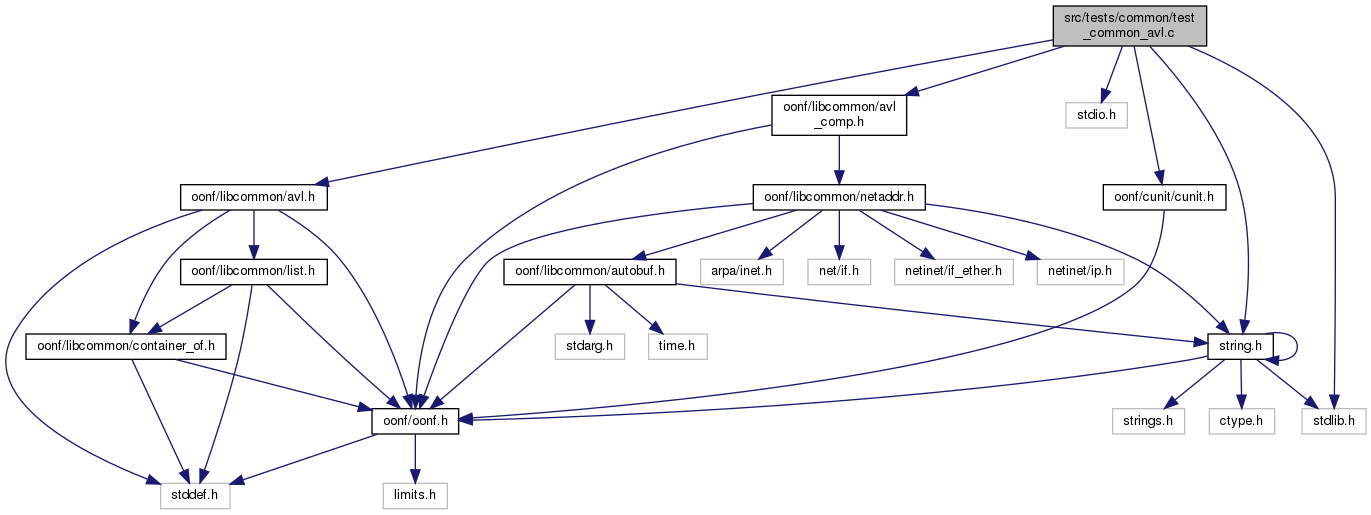 src/tests/common/test
_common_avl.c
oonf/libcommon/avl
_comp.h
stdio.h
oonf/libcommon/avl.h
oonf/libcommon/netaddr.h
oonf/cunit/cunit.h
oonf/libcommon/list.h
oonf/libcommon/autobuf.h
arpa/inet.h
net/if.h
netinet/if_ether.h
netinet/ip.h
oonf/libcommon/container_of.h
stdarg.h
time.h
string.h
oonf/oonf.h
strings.h
ctype.h
stdlib.h
stddef.h
limits.h